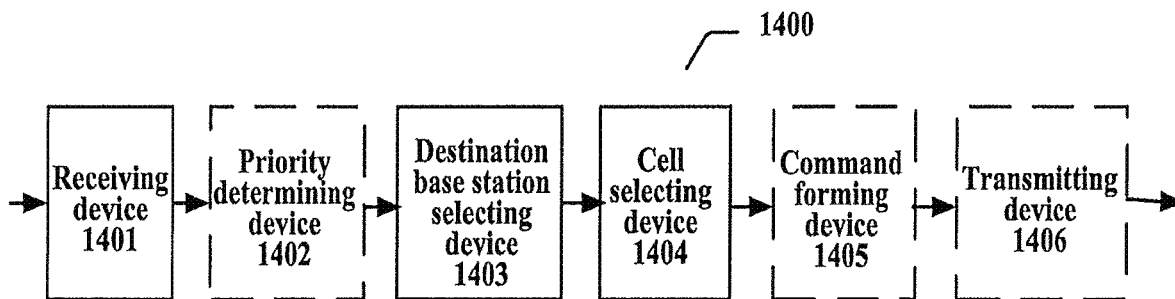 1400
Receiving
device
1401
Priority
determining
device
1402
Destination
base station
selecting
device
1403
Cell
selecting
device
1404
Command
forming
device
1405
Transmitting
device
1406